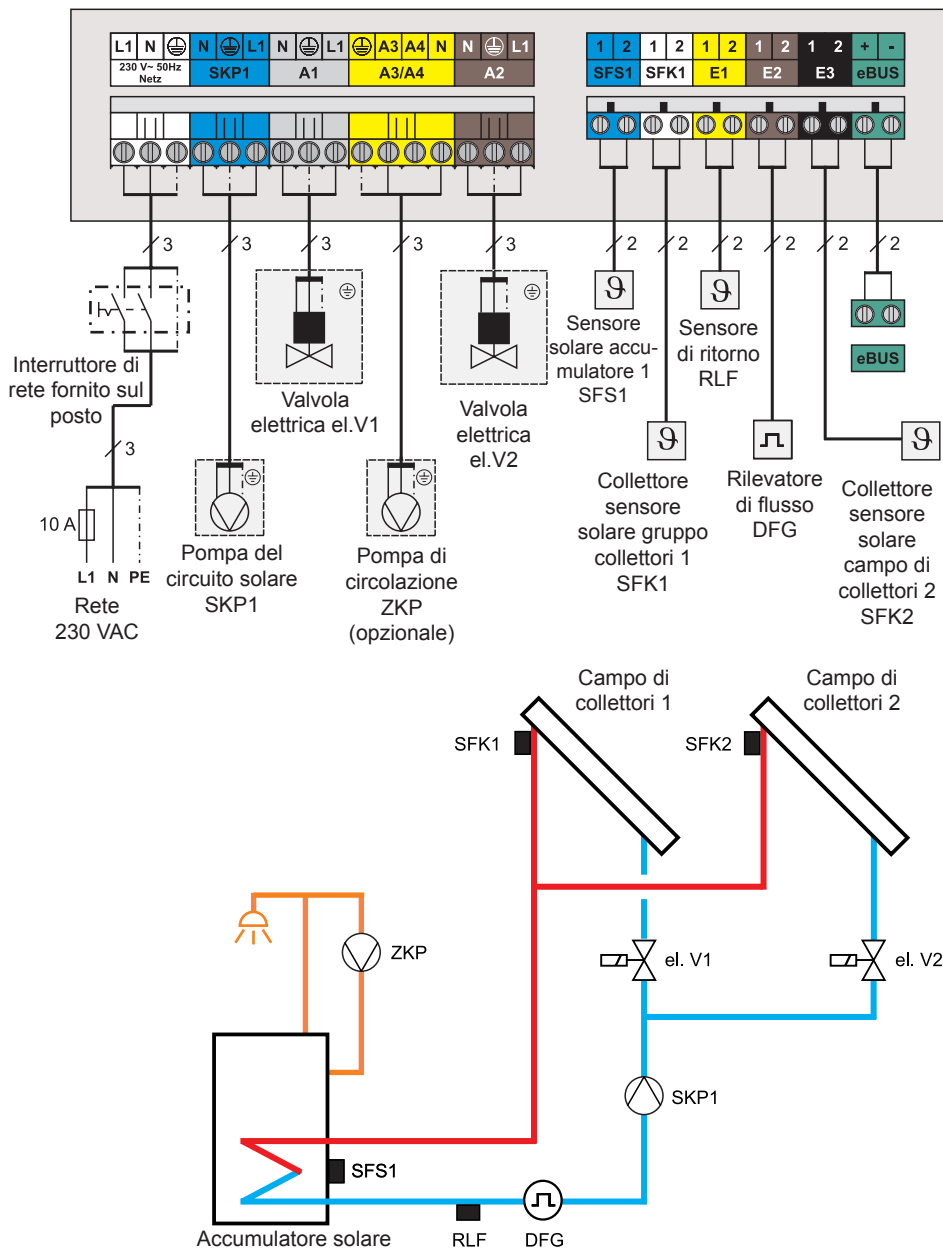 L1 N N L1 N L1 A3 A4 N N L1
230 V~ 50Hz
Netz
SKP1 A1 A3/A4 A2
1 2 1 2 1 2 1 2 1 2 + -
SFS1 SFK1 E1 E2 E3 eBUS
3 3 3 3 3 2 2 2 2 2 2
Interruttore di
rete fornito sul
posto
3
10 A
L1 N PE
Rete
230 VAC
Pompa del
circuito solare
SKP1
Valvola
elettrica el.V1
Pompa di
circolazione
ZKP
(opzionale)
Valvola
elettrica
el.V2
ϑ
Sensore
solare accu-
mulatore 1
SFS1
ϑ
Collettore
sensore
solare gruppo
collettori 1
SFK1
ϑ
Sensore
di ritorno
RLF
Rilevatore
di flusso
DFG
eBUS
ϑ
Collettore
sensore
solare
campo di
collettori 2
SFK2
Campo di
collettori 1
Campo di
collettori 2
SFK1
SFK2
ZKP
el. V1
el. V2
SKP1
SFS1
Accumulatore solare
RLF
DFG